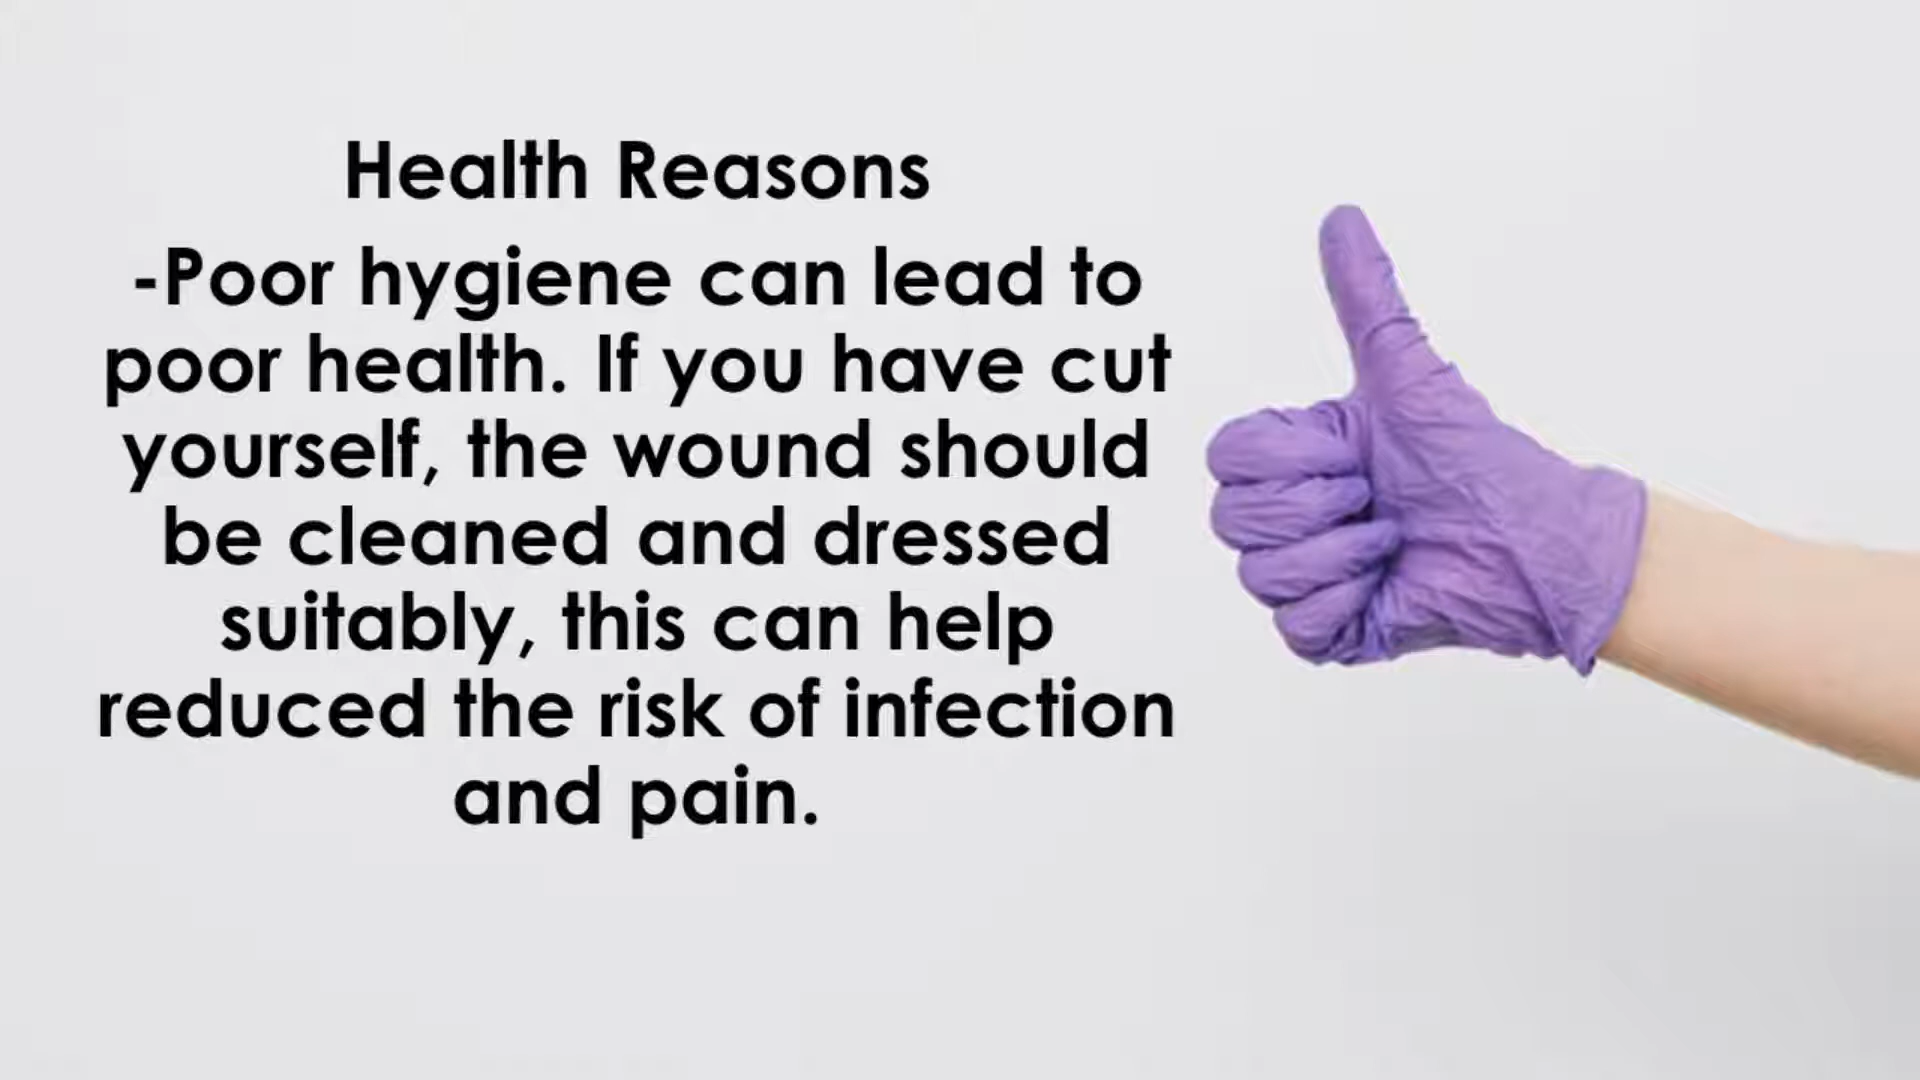 Health Reasons
-Poor hygiene can lead to
poor health. If you have cut
yourself, the wound should
be cleaned and dressed
suitably, this can help
reduced the risk of infection
and pain.